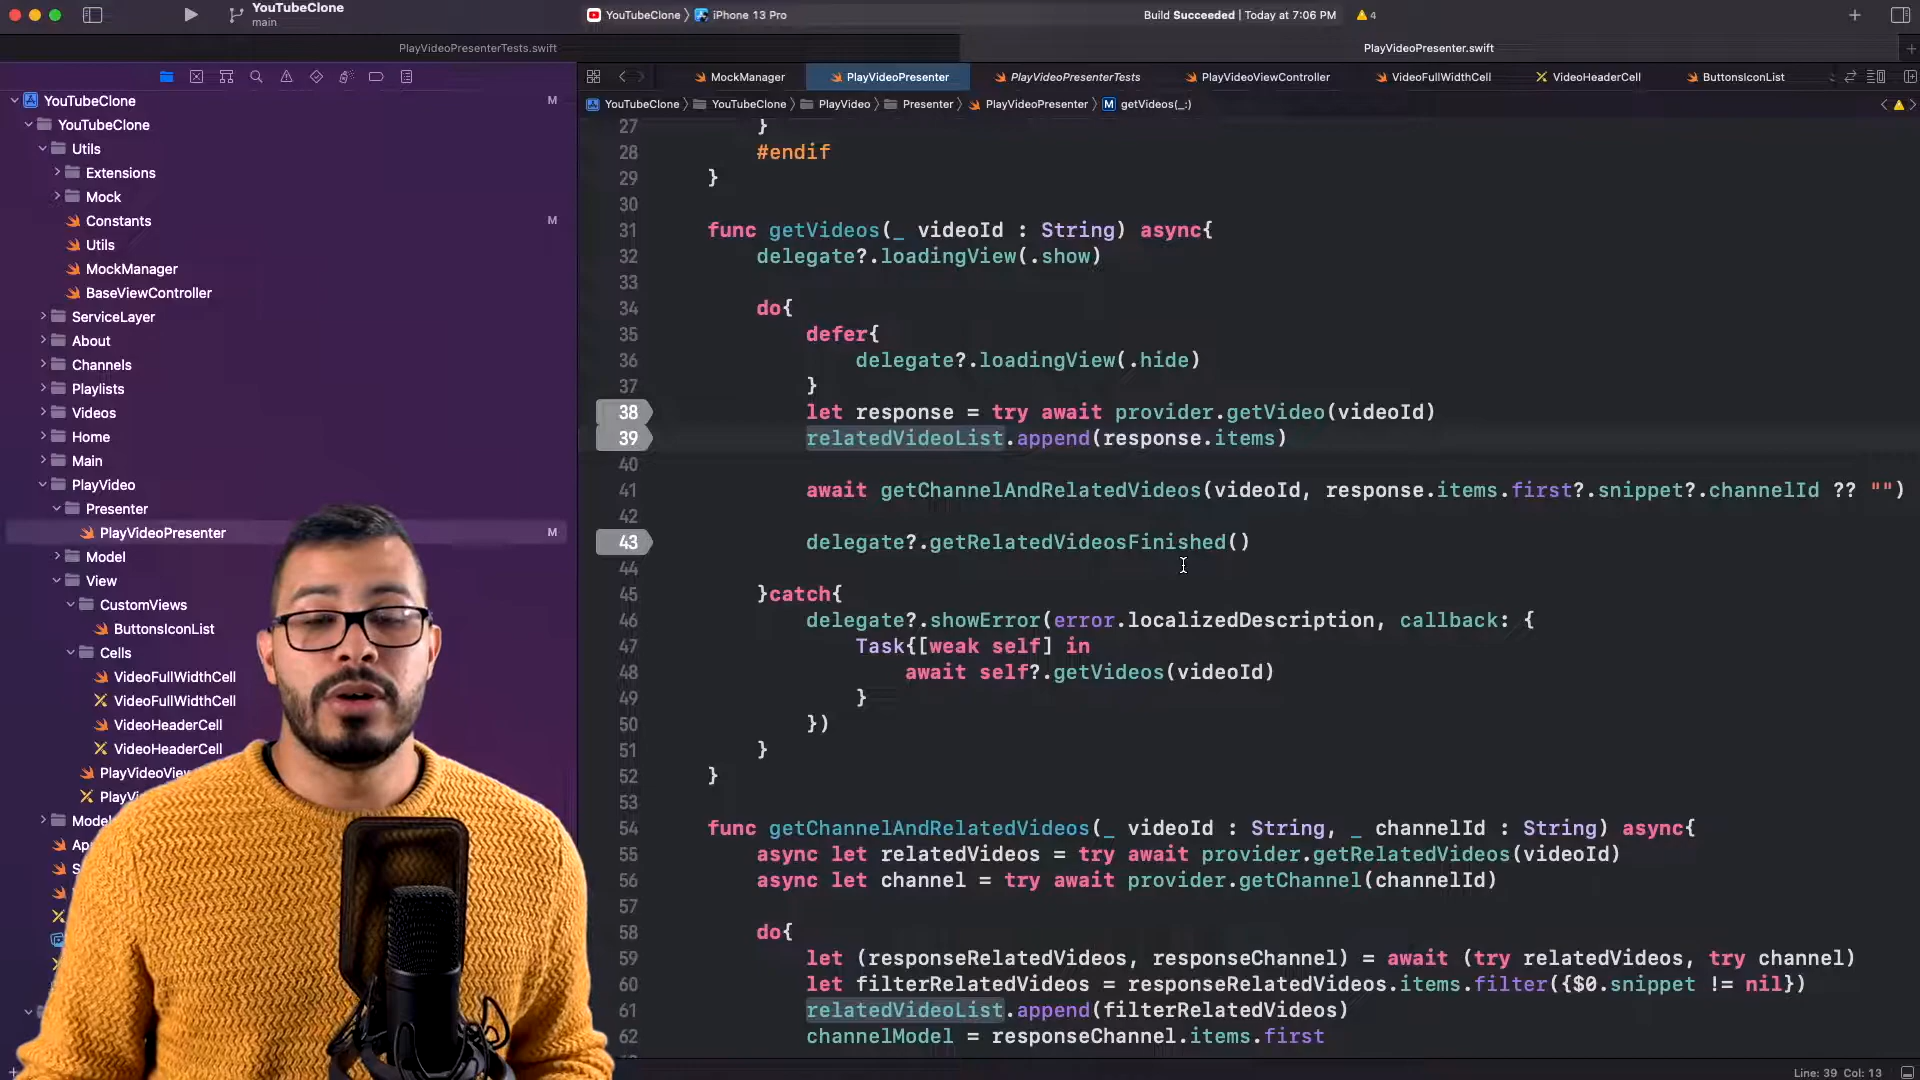 YouTubeClone
main
YouTubeClone
iPhone 13 Pro
Build Succeeded | Today at 7:06 PM
4
PlayVideoPresenterTests.swift
PlayVideoPresenter.swift
MockManager
PlayVideoPresenter
PlayVideoPresenterTests
PlayVideoViewController
VideoFullWidthCell
VideoHeaderCell
ButtonsIconList
YouTubeClone
YouTubeClone
PlayVideo
Presenter
PlayVideoPresenter
M getVideos(_:)
YouTubeClone M
YouTubeClone
Utils
Extensions
Mock
Constants M
Utils
MockManager
BaseViewController
ServiceLayer
About
Channels
Playlists
Videos
Home
Main
PlayVideo
Presenter
PlayVideoPresenter M
Model
View
CustomViews
ButtonsIconList
Cells
VideoFullWidthCell
VideoFullWidthCell
VideoHeaderCell
VideoHeaderCell
PlayVideoVie
PlayVi
Model
Ap
S
27 }
28 #endif
29 }
30
31 func getVideos(_ videoId : String) async{
32 delegate?.loadingView(.show)
33
34 do{
35 defer{
36 delegate?.loadingView(.hide)
37 }
38 let response = try await provider.getVideo(videoId)
39 relatedVideoList.append(response.items)
40
41 await getChannelAndRelatedVideos(videoId, response.items.first?.snippet?.channelId ?? "")
42
43 delegate?.getRelatedVideosFinished()
44
45 }catch{
46 delegate?.showError(error.localizedDescription, callback: {
47 Task{[weak self] in
48 await self?.getVideos(videoId)
49 }
50 })
51 }
52 }
53
54 func getChannelAndRelatedVideos(_ videoId : String, _ channelId : String) async{
55 async let relatedVideos = try await provider.getRelatedVideos(videoId)
56 async let channel = try await provider.getChannel(channelId)
57
58 do{
59 let (responseRelatedVideos, responseChannel) = await (try relatedVideos, try channel)
60 let filterRelatedVideos = responseRelatedVideos.items.filter({$0.snippet != nil})
61 relatedVideoList.append(filterRelatedVideos)
62 channelModel = responseChannel.items.first
Line: 39 Col: 13